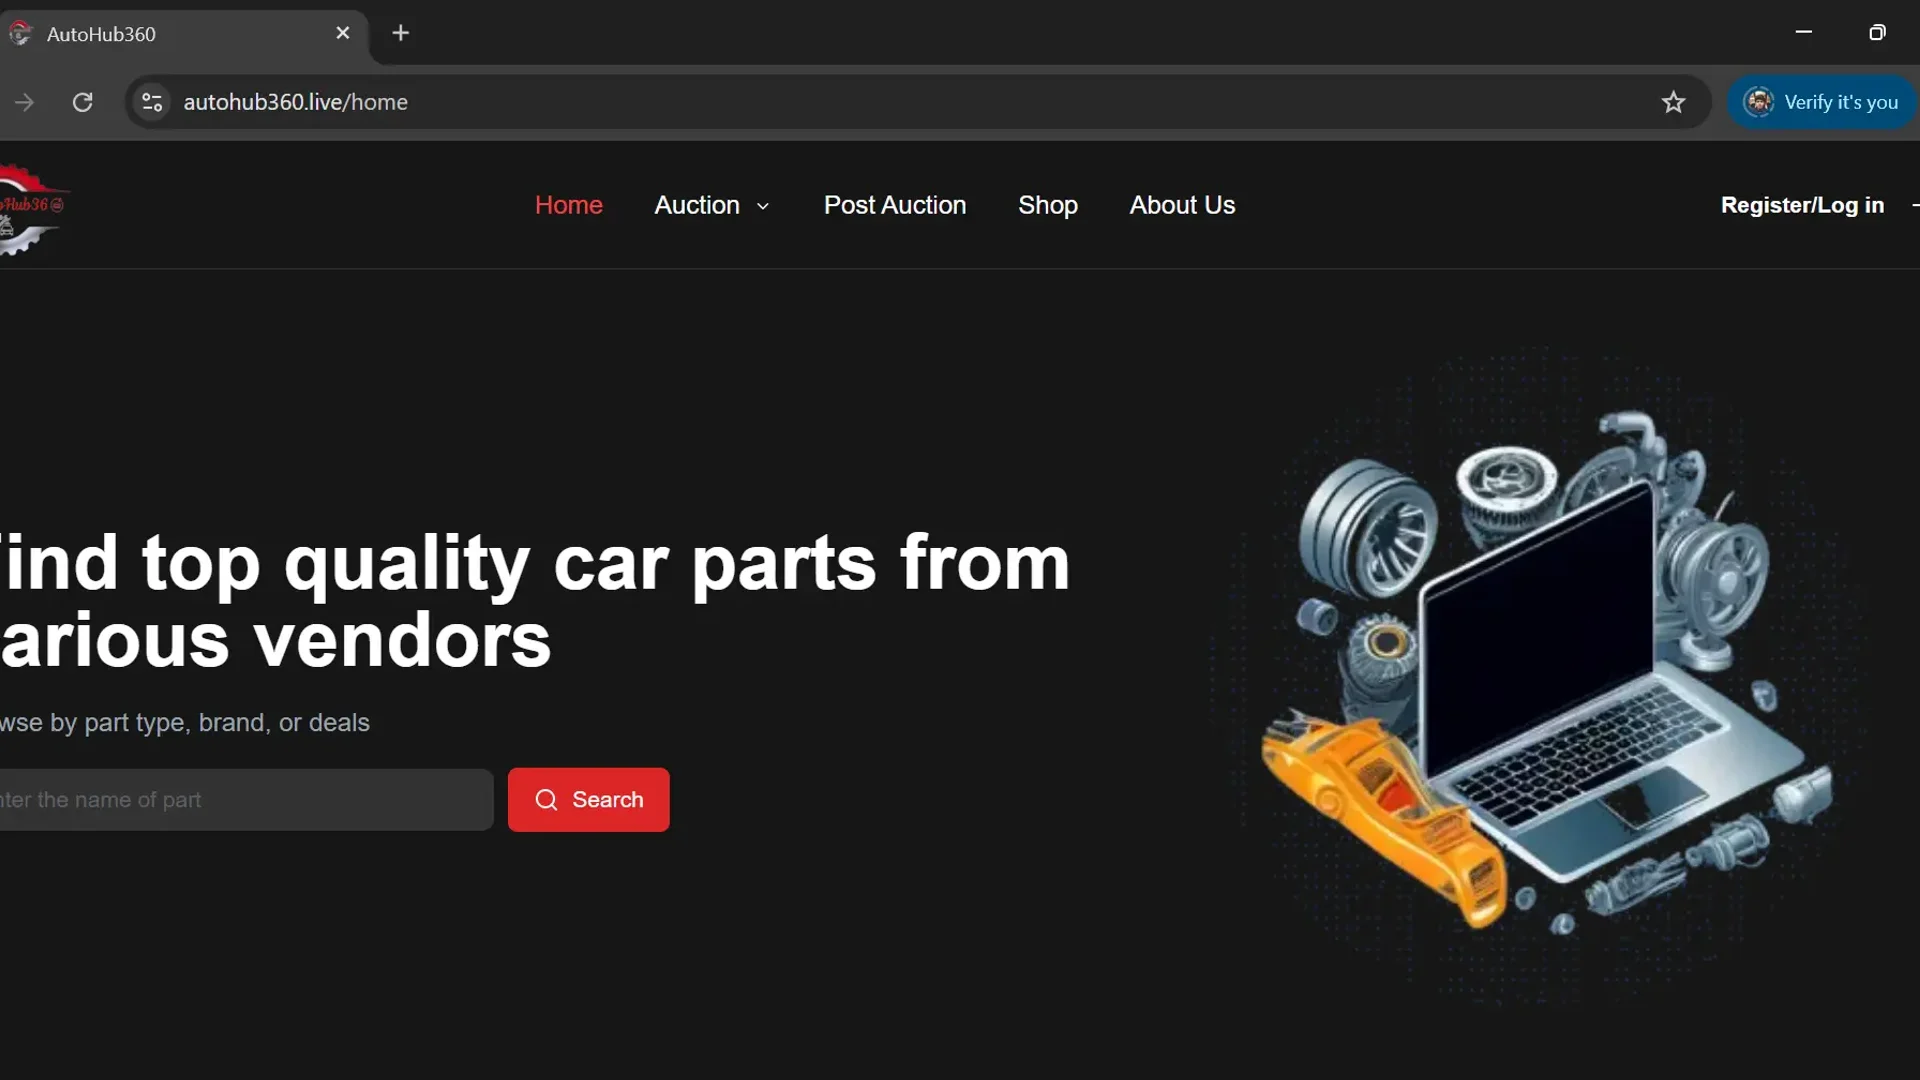 AutoHub360
autohub360.live/home
Verify it's you
Home
Auction
Post Auction
Shop
About Us
Register/Log in
ind top quality car parts from
arious vendors
wse by part type, brand, or deals
nter the name of part
Search